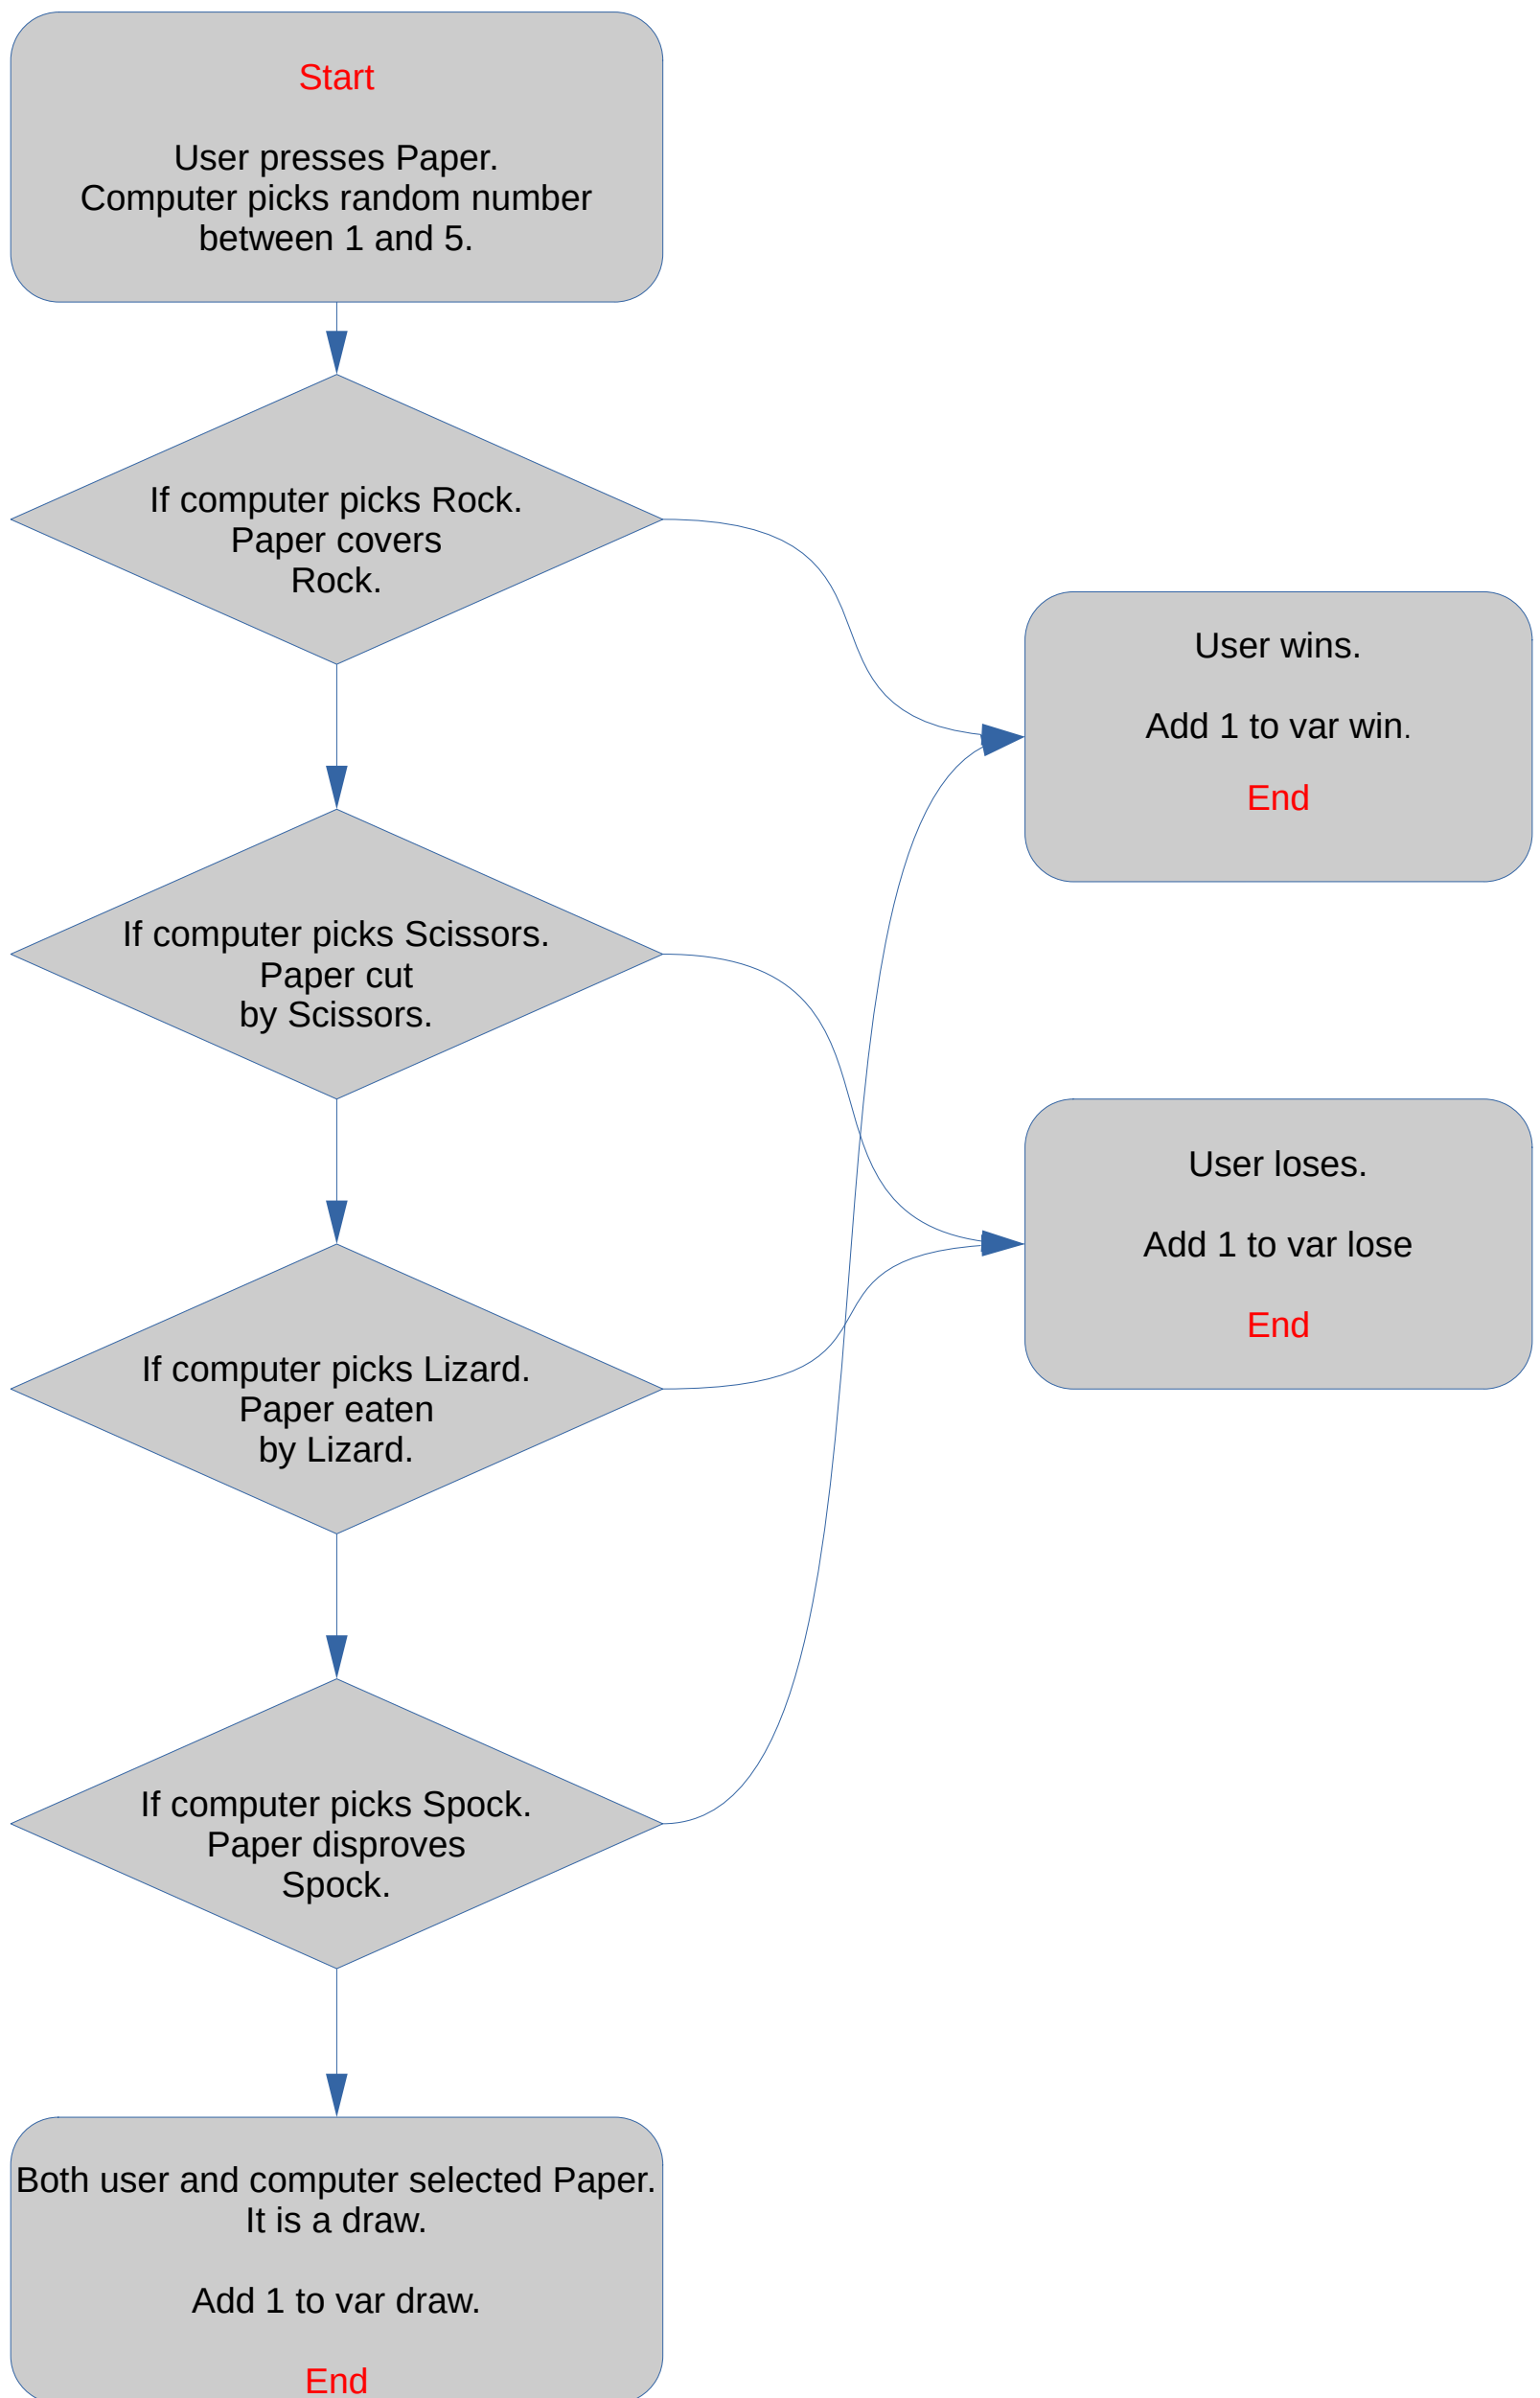 Start
User presses Paper.
Computer picks random number
between 1 and 5.
If computer picks Rock.
Paper covers
Rock.
User wins.
Add 1 to var win.
End
If computer picks Scissors.
Paper cut
by Scissors.
User loses.
Add 1 to var lose
End
If computer picks Lizard.
Paper eaten
by Lizard.
If computer picks Spock.
Paper disproves
Spock.
Both user and computer selected Paper.
It is a draw.
Add 1 to var draw.
End